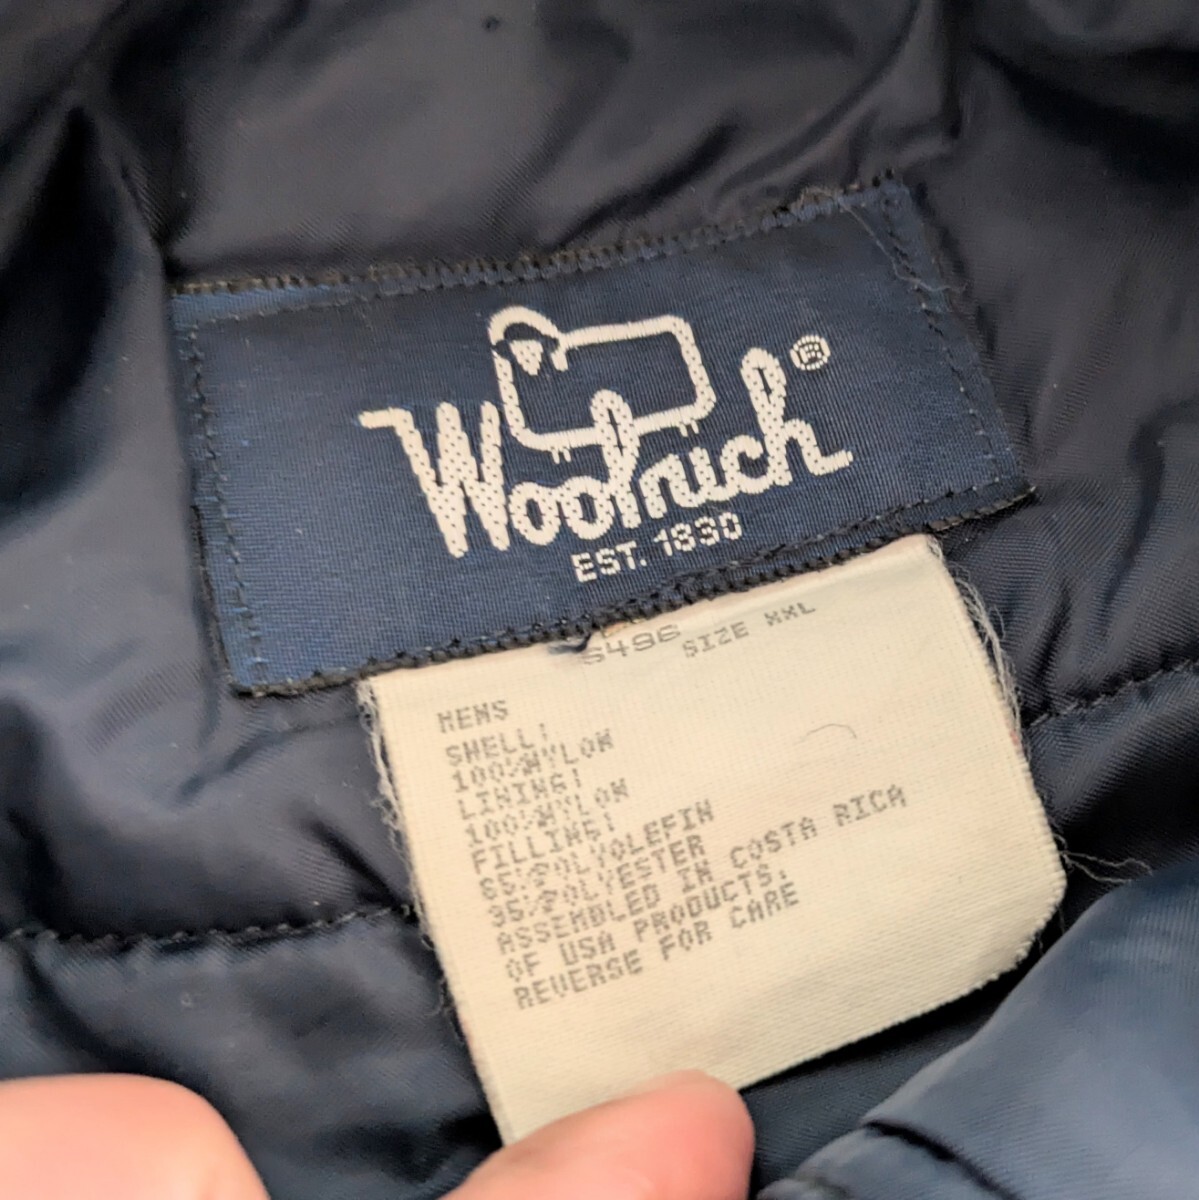 Woolrich®
EST. 1830
5496 SIZE XXL
MENS
SHELL:
100%NYLON
LINING:
100%NYLON
FILLING:
65%POLYOLEFIN
35%POLYESTER
ASSEMBLED IN COSTA RICA
OF USA PRODUCTS.
REVERSE FOR CARE